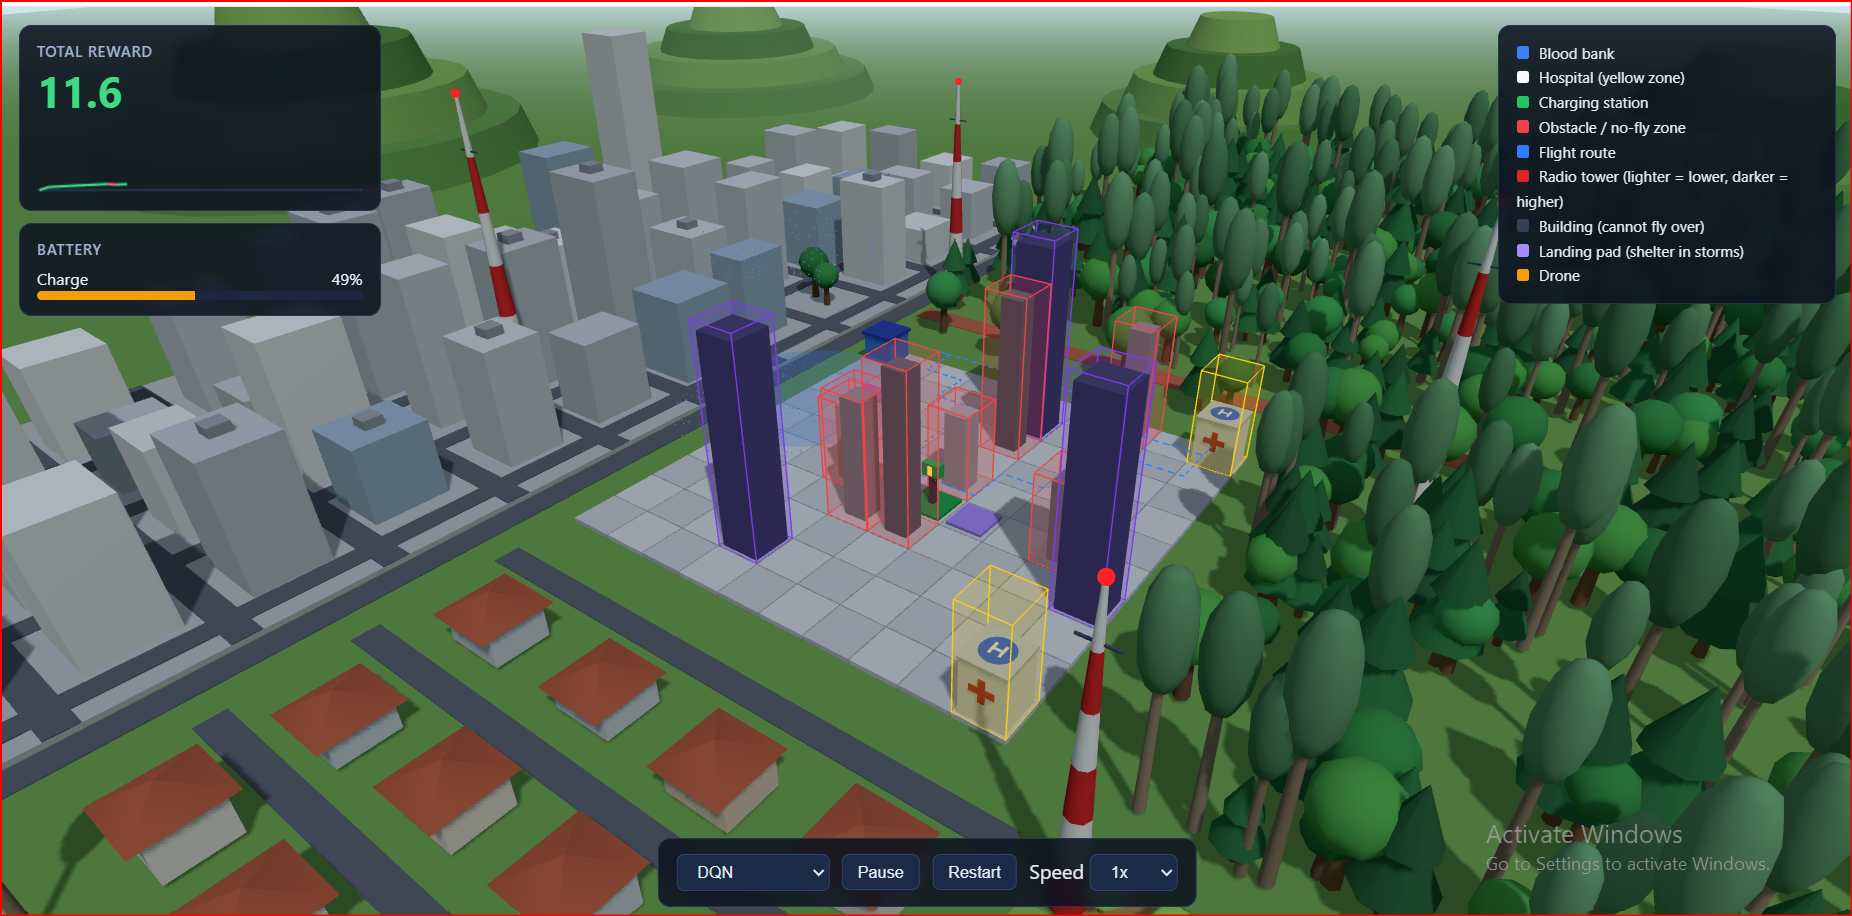 TOTAL REWARD
11.6
BATTERY
Charge 49%
Blood bank
Hospital (yellow zone)
Charging station
Obstacle / no-fly zone
Flight route
Radio tower (lighter = lower, darker =
higher)
Building (cannot fly over)
Landing pad (shelter in storms)
Drone
H
H
DQN
Pause
Restart
Speed
1x
Activate Windows
Go to Settings to activate Windows.